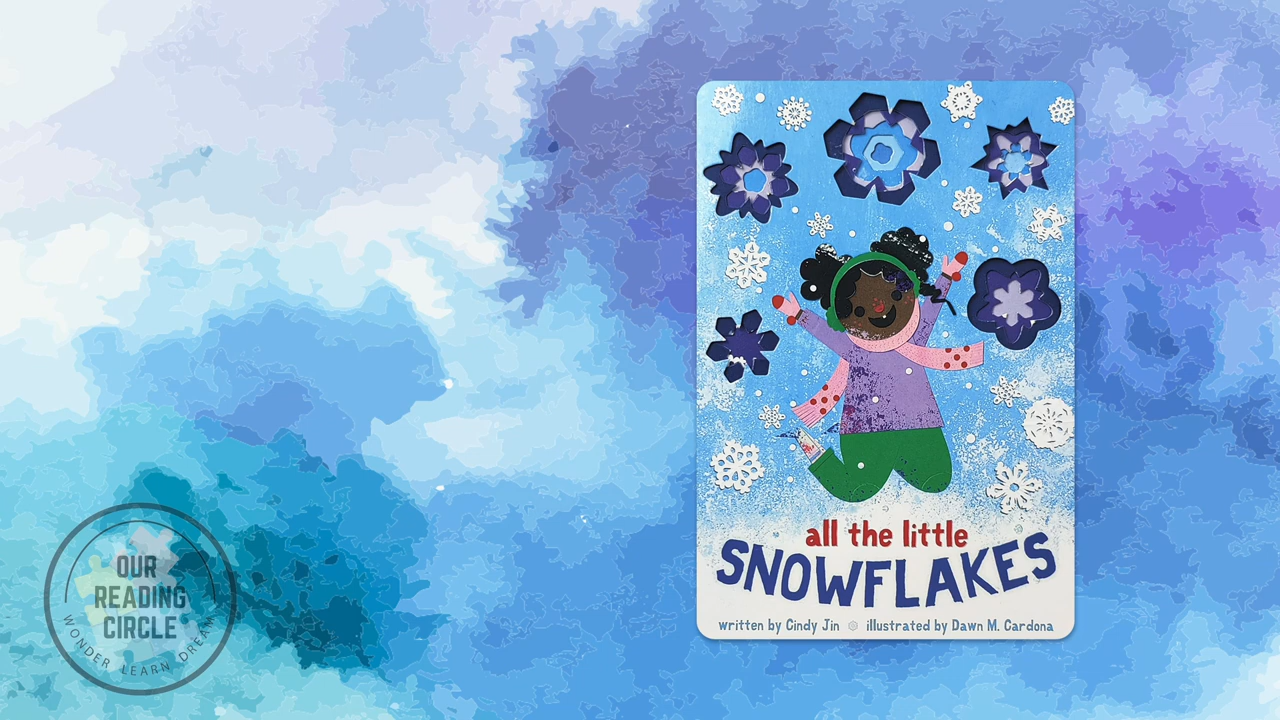 all the little
SNOWFLAKES
written by Cindy Jin illustrated by Dawn M. Cardona
OUR
READING
CIRCLE
WONDER LEARN DREAM